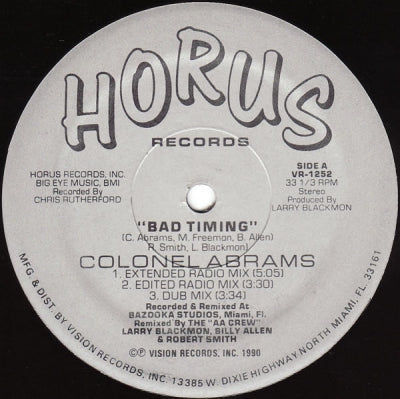 HORUS
RECORDS
HORUS RECORDS, INC.
BIG EYE MUSIC, BMI
Recorded By
CHRIS RUTHERFORD
SIDE A
VR-1252
33 1/3 RPM
Stereo
Produced By
LARRY BLACKMON
"BAD TIMING"
(C. Abrams, M. Freemon, B. Allen)
R. Smith, L. Blackmon)
COLONEL ABRAMS
1. EXTENDED RADIO MIX (5:05)
2. EDITED RADIO MIX (3:30)
3. DUB MIX (3:34)
Recorded & Remixed At
BAZOOKA STUDIOS, Miami, Fl.
Remixed By THE "AA CREW"
LARRY BLACKMON, SILLY ALLEN
& ROBERT SMITH
©℗ VISION RECORDS, INC. 1990
MFG. & DIST. BY VISION RECORDS, INC. 13385 W. DIXIE HIGHWAY NORTH MIAMI, FL. 33161